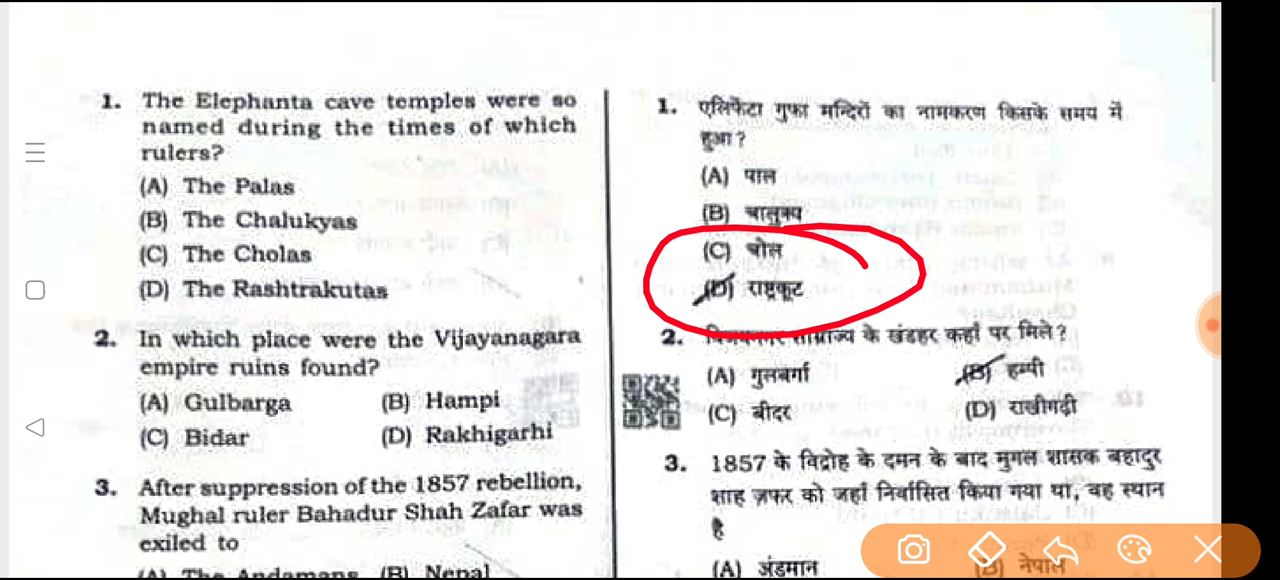 1. The Elephanta cave temples were so
named during the times of which
rulers?
(A) The Palas
(B) The Chalukyas
(C) The Cholas
(D) The Rashtrakutas
2. In which place were the Vijayanagara
empire ruins found?
(A) Gulbarga (B) Hampi
(C) Bidar (D) Rakhigarhi
3. After suppression of the 1857 rebellion,
Mughal ruler Bahadur Shah Zafar was
exiled to
(A) The Andamans (B) Nepal
1. एलिफेंटा गुफा मन्दिरों का नामकरण किसके समय में
हुआ?
(A) पाल
(B) चालुक्य
(C) चोल
(D) राष्ट्रकूट
2. विजयनगर साम्राज्य के खंडहर कहाँ पर मिले?
(A) गुलबर्गा (B) हम्पी
(C) बीदर (D) राखीगढ़ी
3. 1857 के विद्रोह के दमन के बाद मुगल शासक बहादुर
शाह ज़फर को जहाँ निर्वासित किया गया था, वह स्थान
है
(A) अंडमान (B) नेपाल